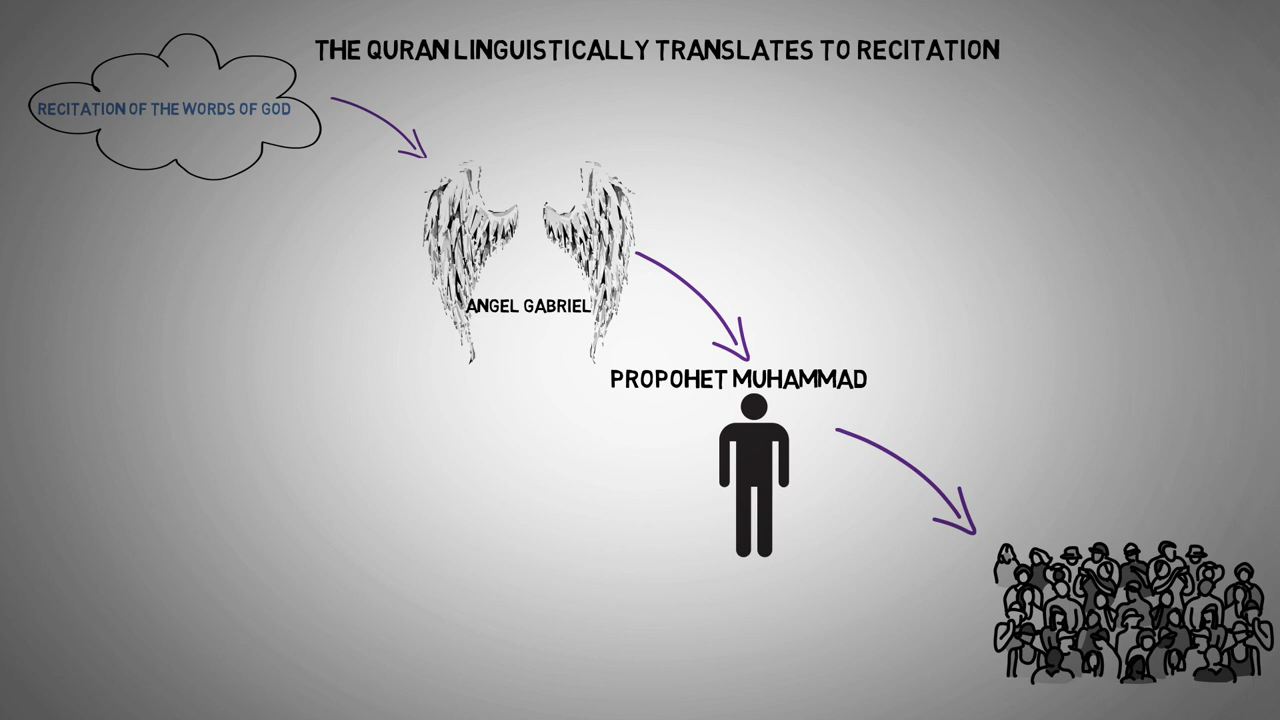 THE QURAN LINGUISTICALLY TRANSLATES TO RECITATION
RECITATION OF THE WORDS OF GOD
ANGEL GABRIEL
PROPOHET MUHAMMAD